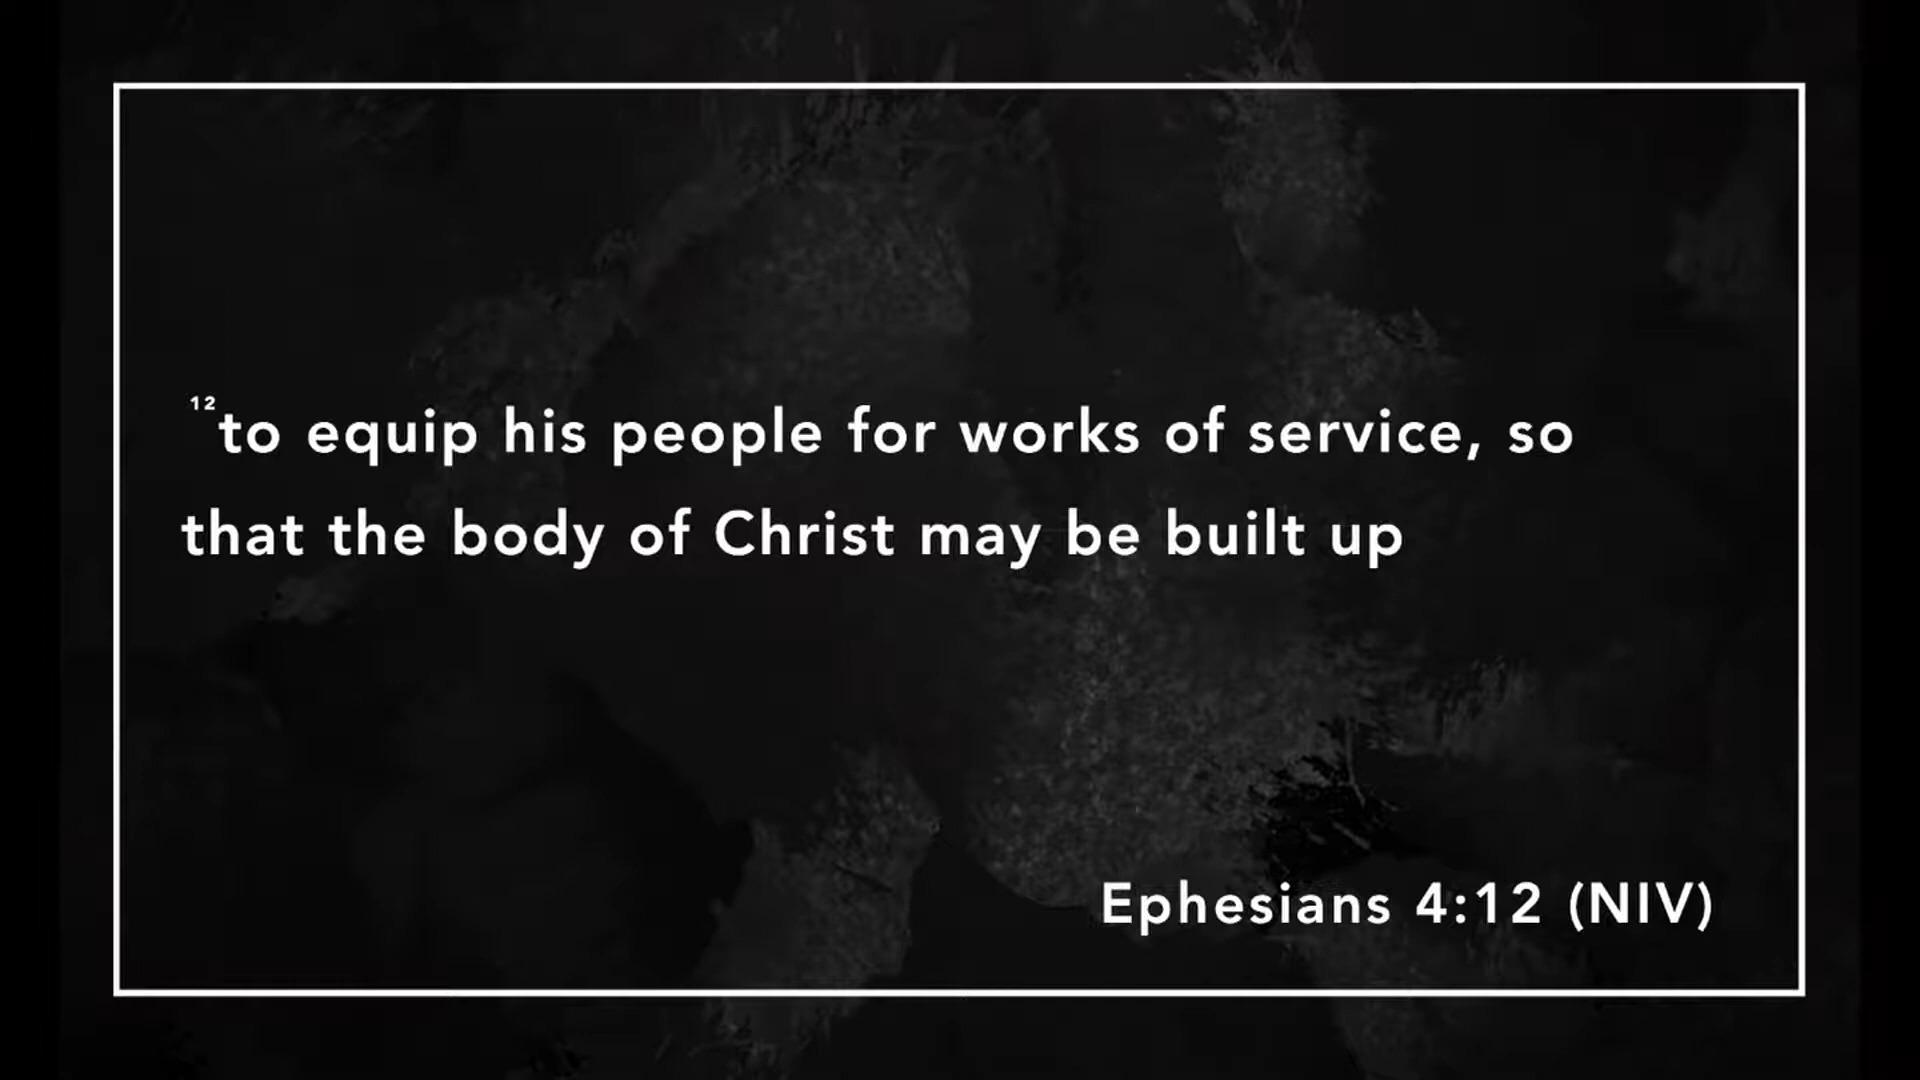 ¹²to equip his people for works of service, so
that the body of Christ may be built up
Ephesians 4:12 (NIV)